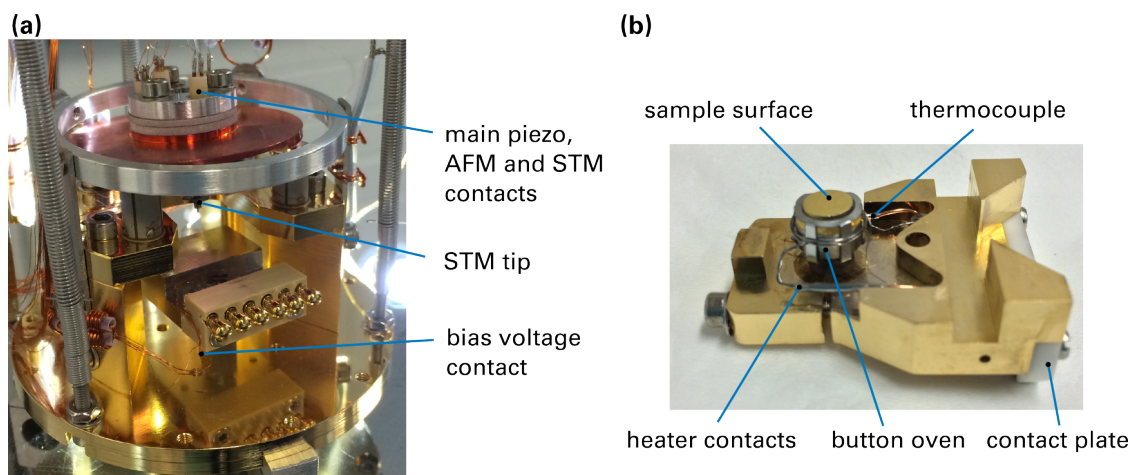 (a)
main piezo,
AFM and STM
contacts
STM tip
bias voltage
contact
(b)
sample surface
thermocouple
heater contacts
button oven
contact plate